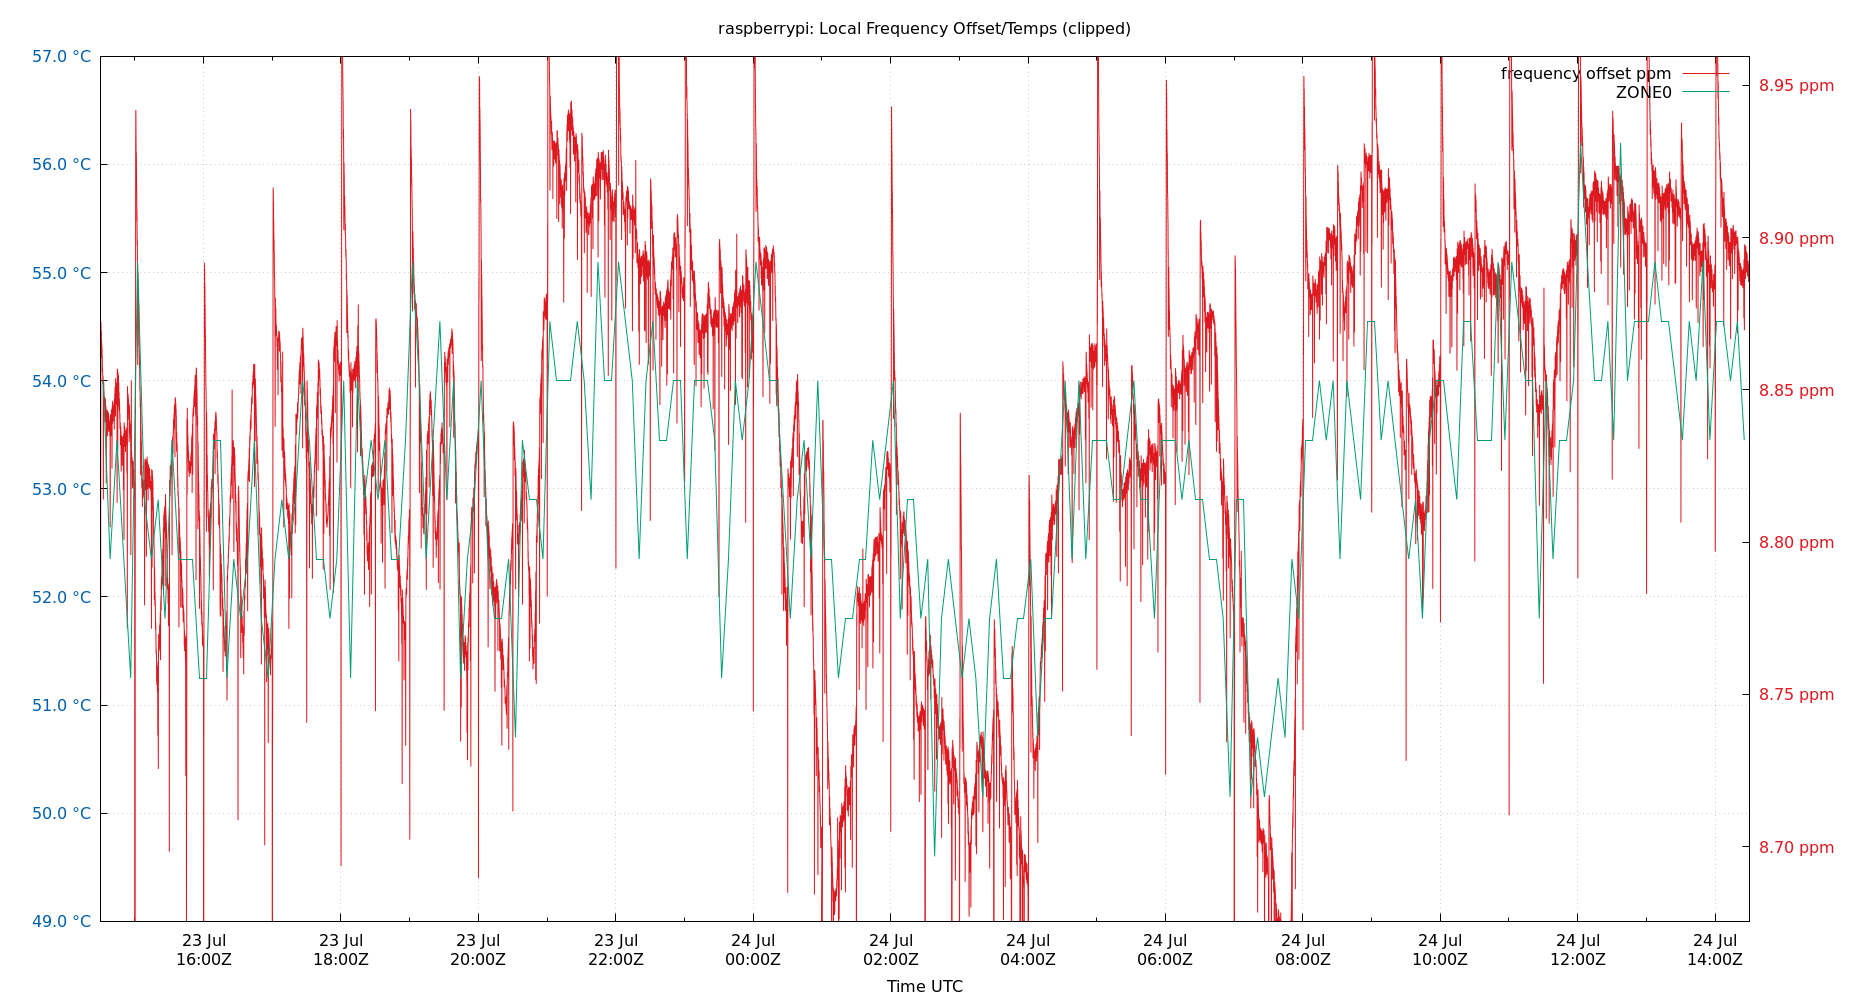 raspberrypi: Local Frequency Offset/Temps (clipped)
57.0 °C
56.0 °C
55.0 °C
54.0 °C
53.0 °C
52.0 °C
51.0 °C
50.0 °C
49.0 °C
frequency offset ppm
ZONE0
8.95 ppm
8.90 ppm
8.85 ppm
8.80 ppm
8.75 ppm
8.70 ppm
23 Jul
16:00Z
23 Jul
18:00Z
23 Jul
20:00Z
23 Jul
22:00Z
24 Jul
00:00Z
24 Jul
02:00Z
24 Jul
04:00Z
24 Jul
06:00Z
24 Jul
08:00Z
24 Jul
10:00Z
24 Jul
12:00Z
24 Jul
14:00Z
Time UTC